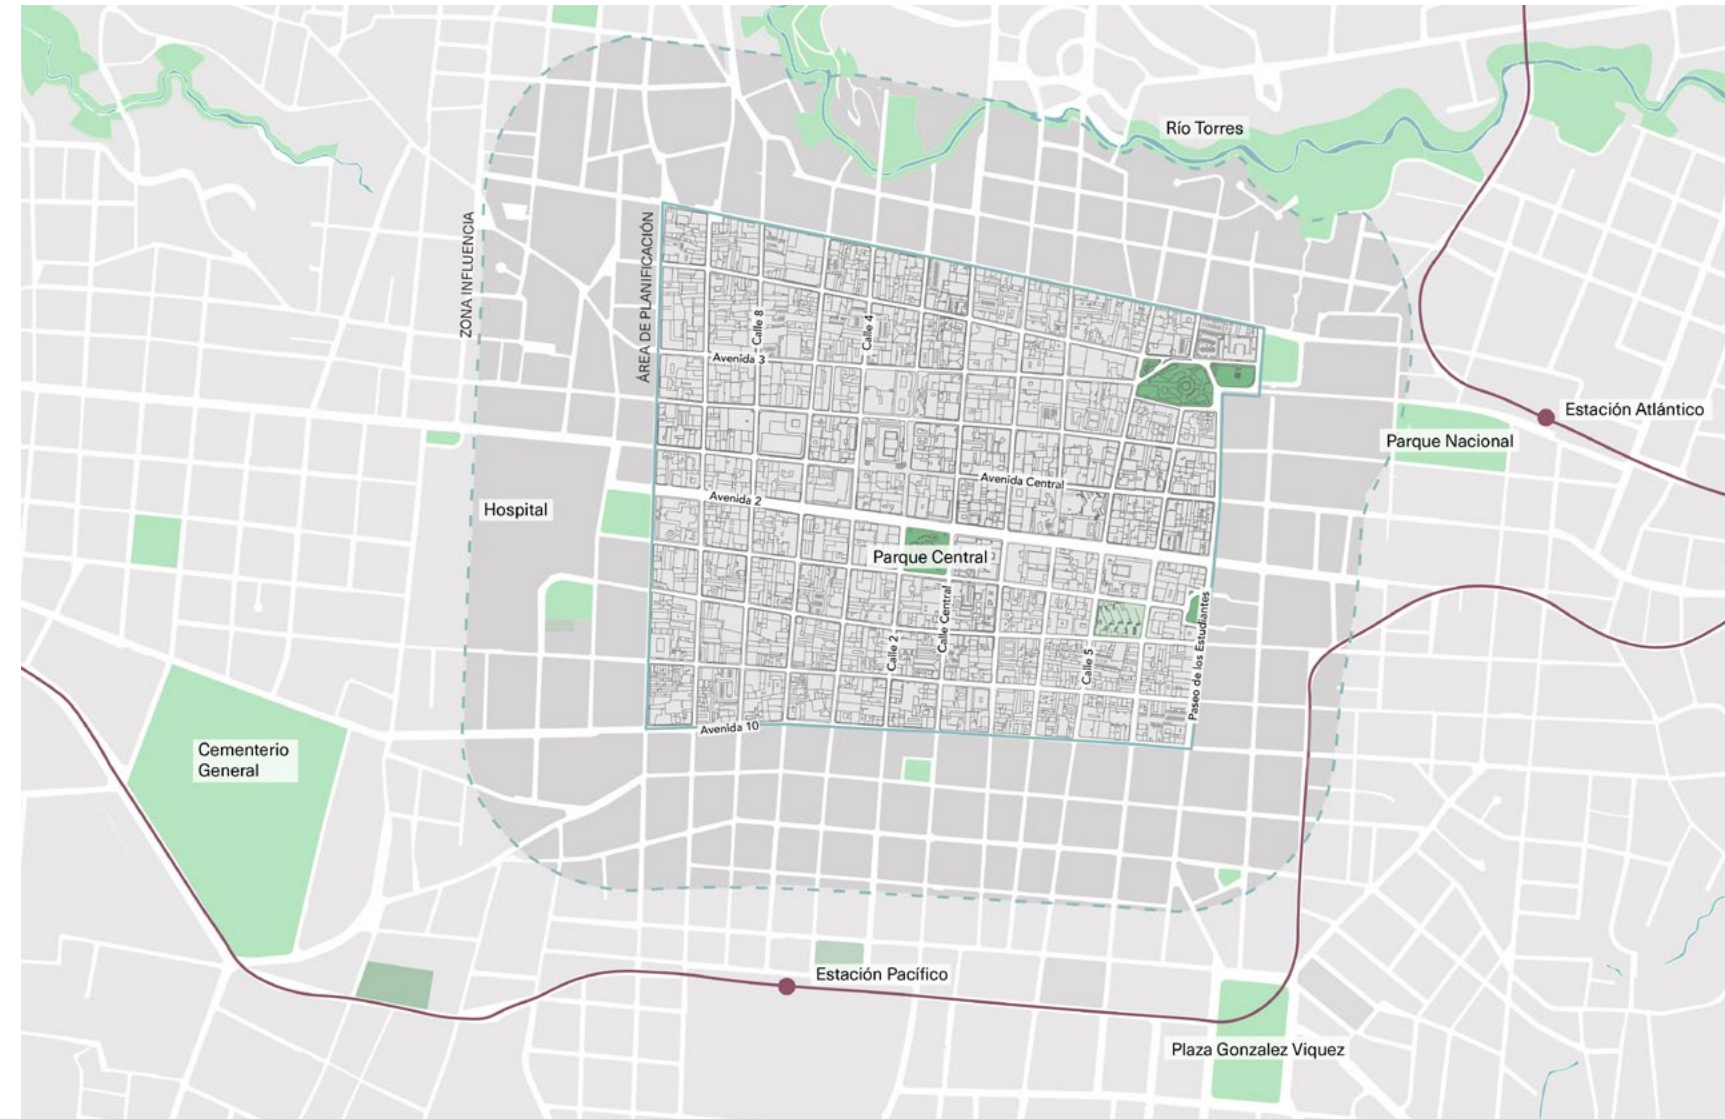 Río Torres
ZONA INFLUENCIA
ÁREA DE PLANIFICACIÓN
Calle 8
Calle 4
Avenida 3
Estación Atlántico
Parque Nacional
Avenida Central
Avenida 2
Hospital
Parque Central
Calle Central
Calle 2
Calle 5
Paseo de los Estudiantes
Avenida 10
Cementerio
General
Estación Pacífico
Plaza Gonzalez Viquez